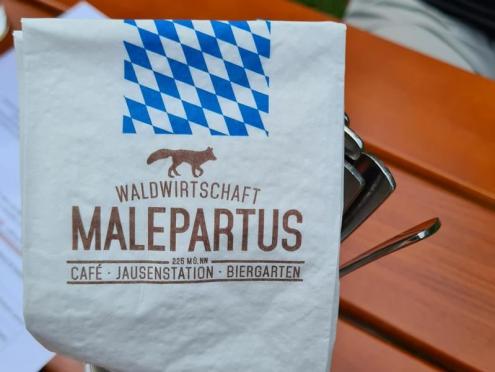 WALDWIRTSCHAFT
MALEPARTUS
225 M Ü. NN
CAFÉ · JAUSENSTATION · BIERGARTEN